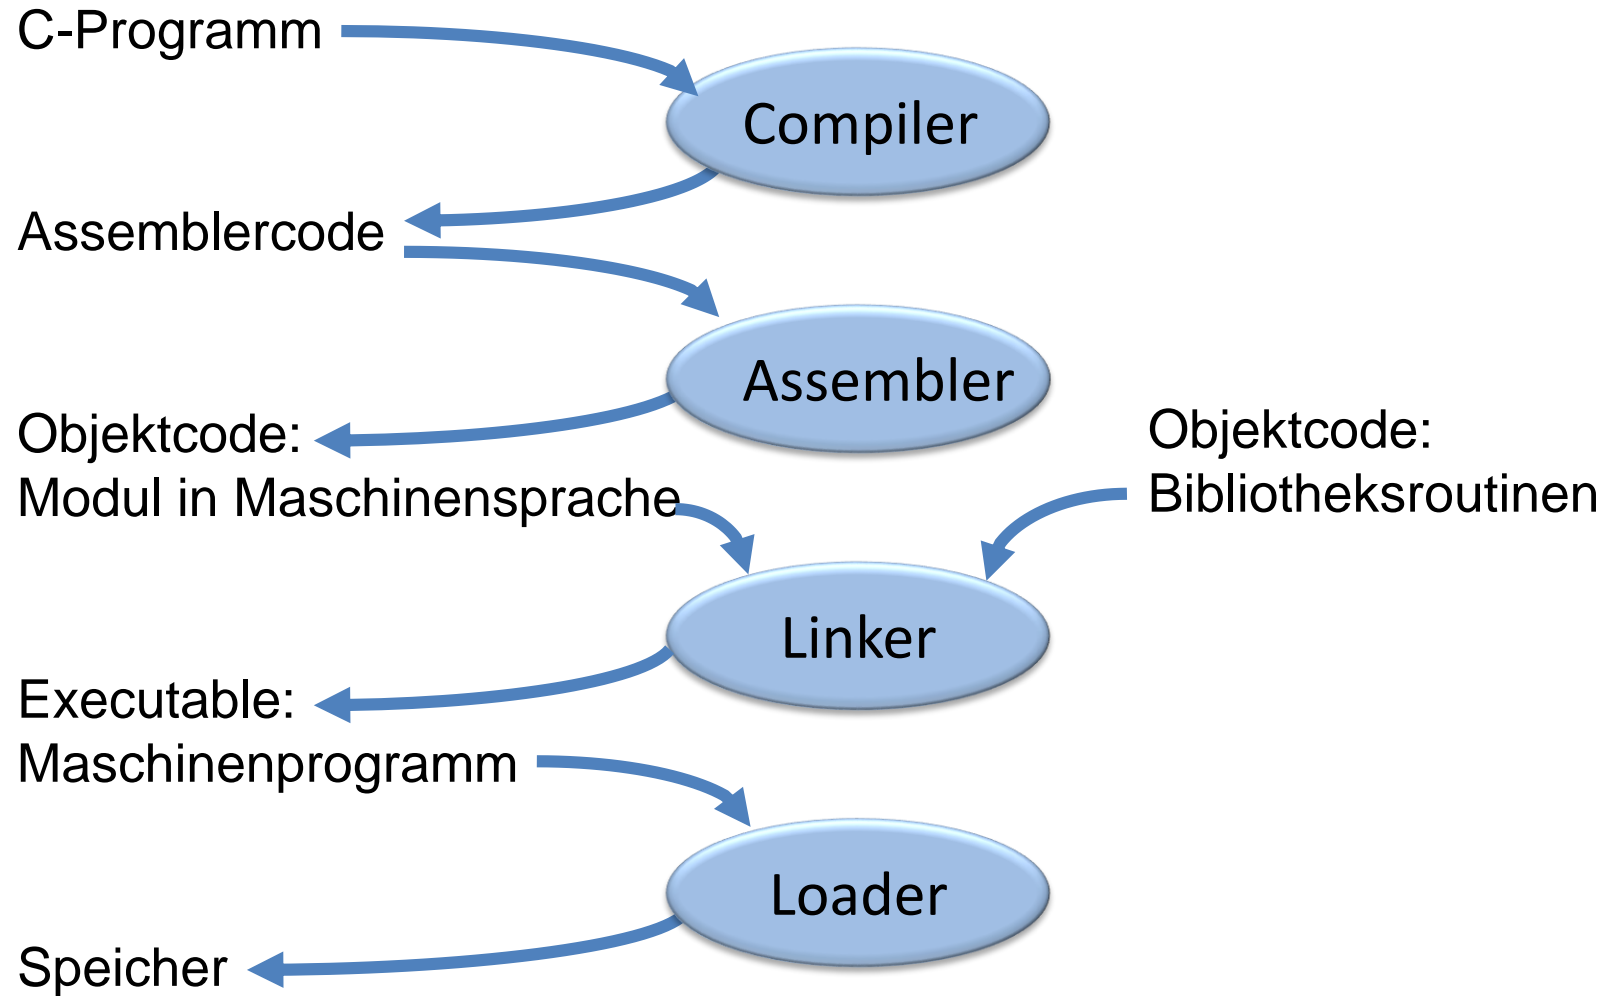 C-Programm
Compiler
Assemblercode
Assembler
Objektcode:
Modul in Maschinensprache
Objektcode:
Bibliotheksroutinen
Linker
Executable:
Maschinenprogramm
Loader
Speicher